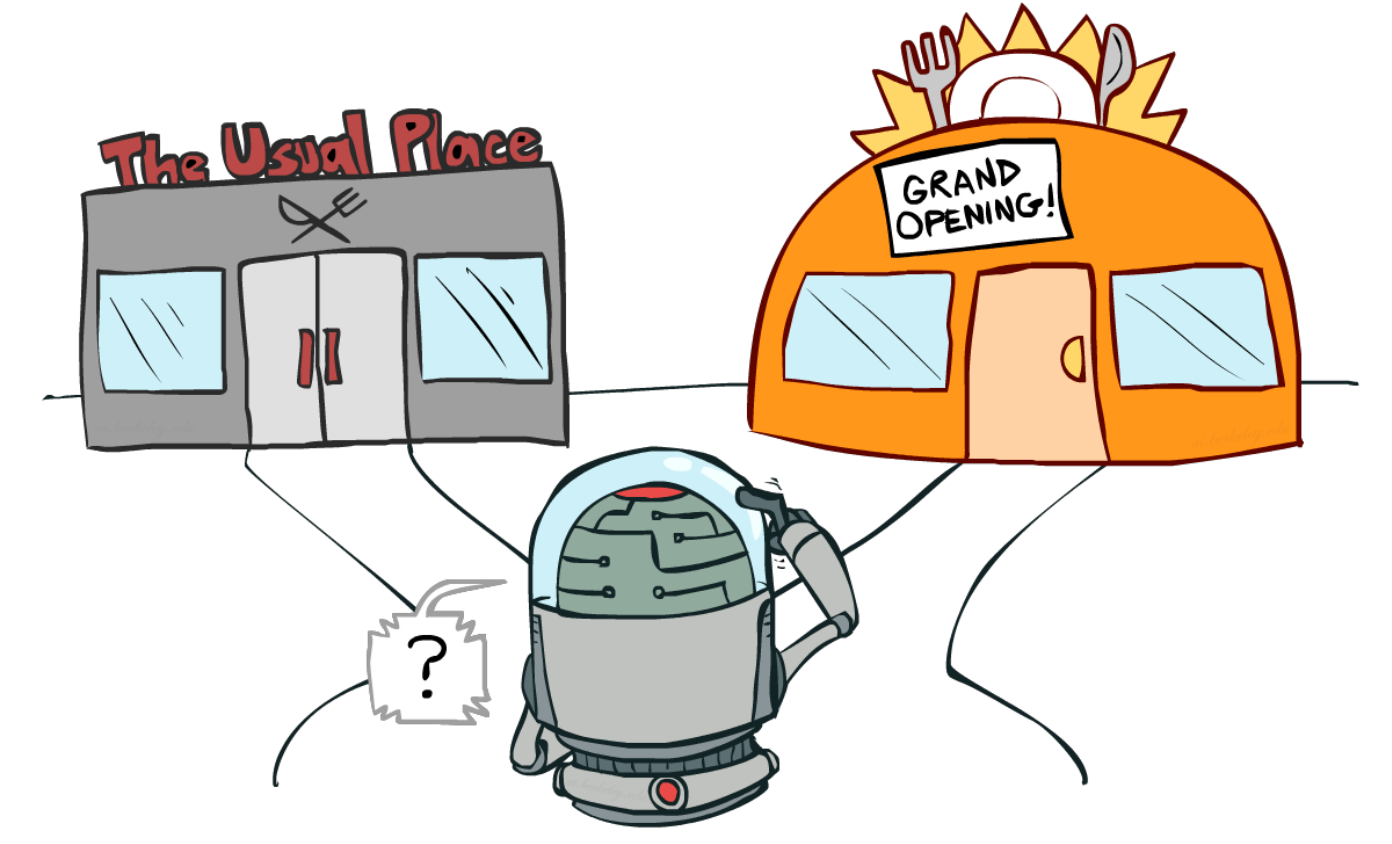 The Usual Place
GRAND
OPENING!
?